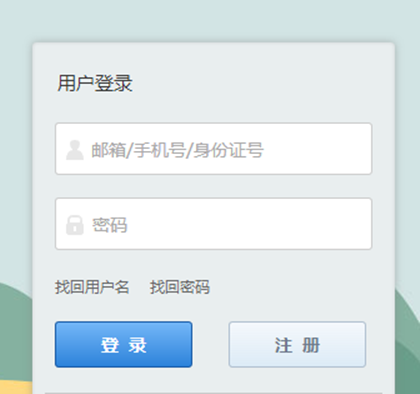 用户登录
邮箱/手机号/身份证号
密码
找回用户名 找回密码
登 录 注 册